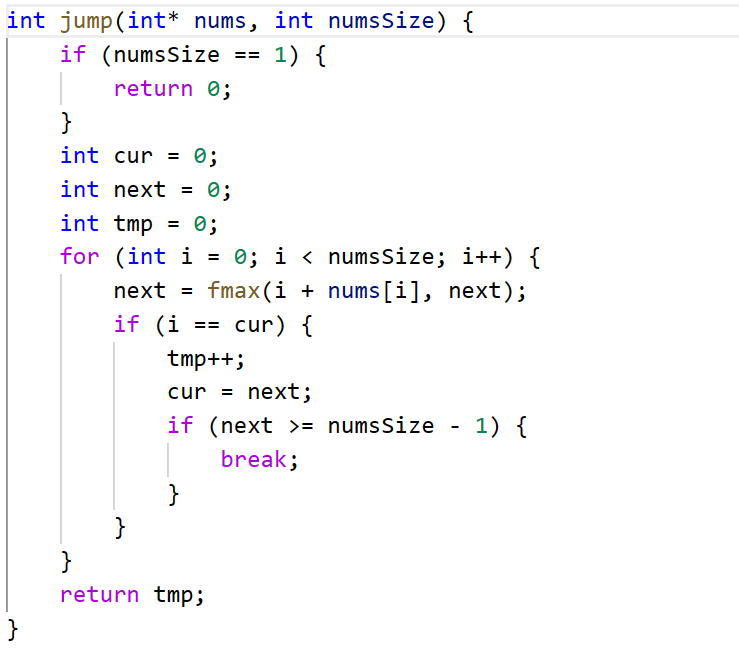 int jump(int* nums, int numsSize) {
    if (numsSize == 1) {
        return 0;
    }
    int cur = 0;
    int next = 0;
    int tmp = 0;
    for (int i = 0; i < numsSize; i++) {
        next = fmax(i + nums[i], next);
        if (i == cur) {
            tmp++;
            cur = next;
            if (next >= numsSize - 1) {
                break;
            }
        }
    }
    return tmp;
}